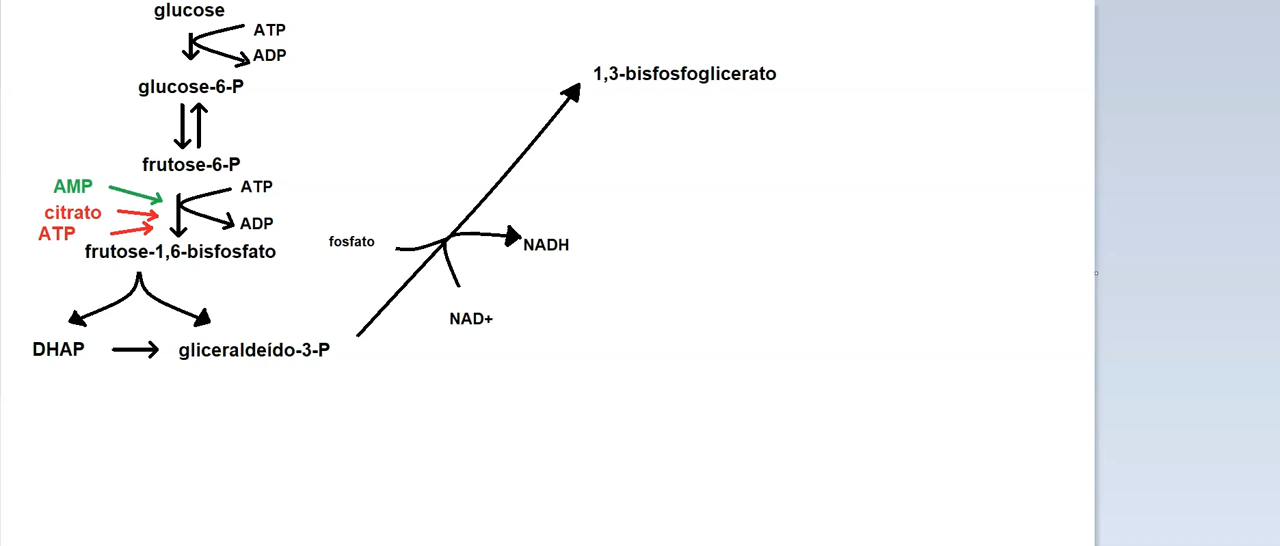 glucose
ATP
ADP
glucose-6-P
frutose-6-P
AMP
ATP
citrato
ATP
ADP
frutose-1,6-bisfosfato
DHAP
gliceraldeído-3-P
fosfato
NADH
NAD+
1,3-bisfosfoglicerato